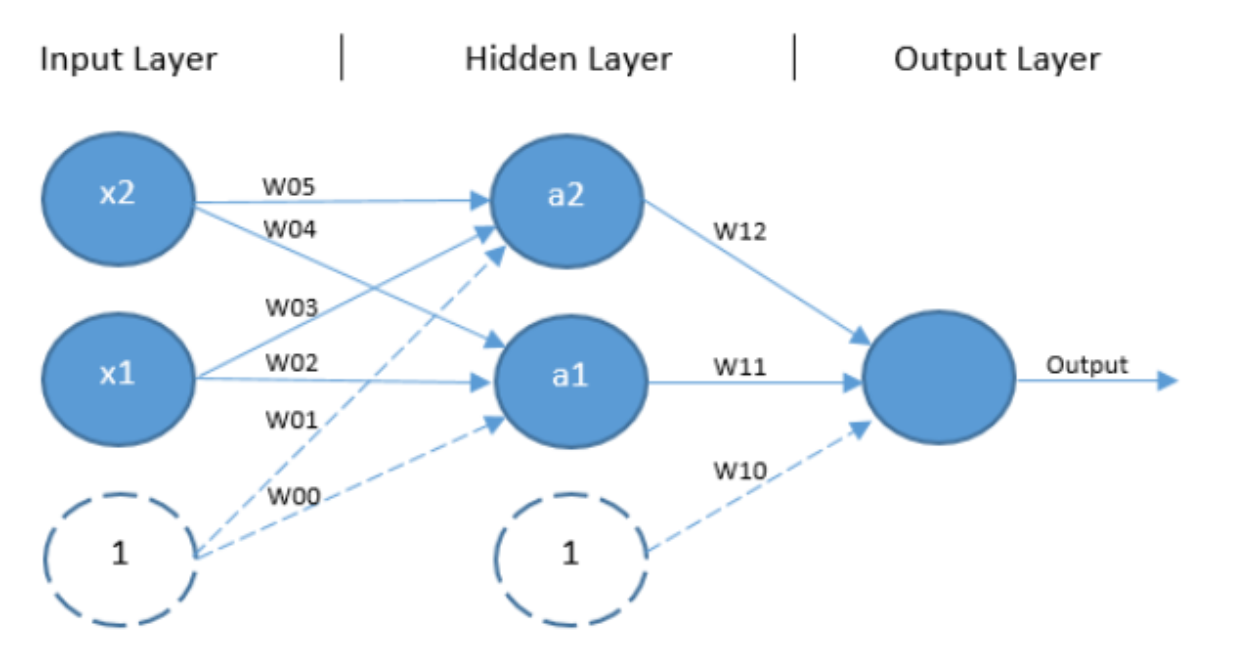 Input Layer | Hidden Layer | Output Layer
x2 W05 a2
W04 W12
W03
x1 W02 a1 W11 Output
W01
W10
W00
1 1